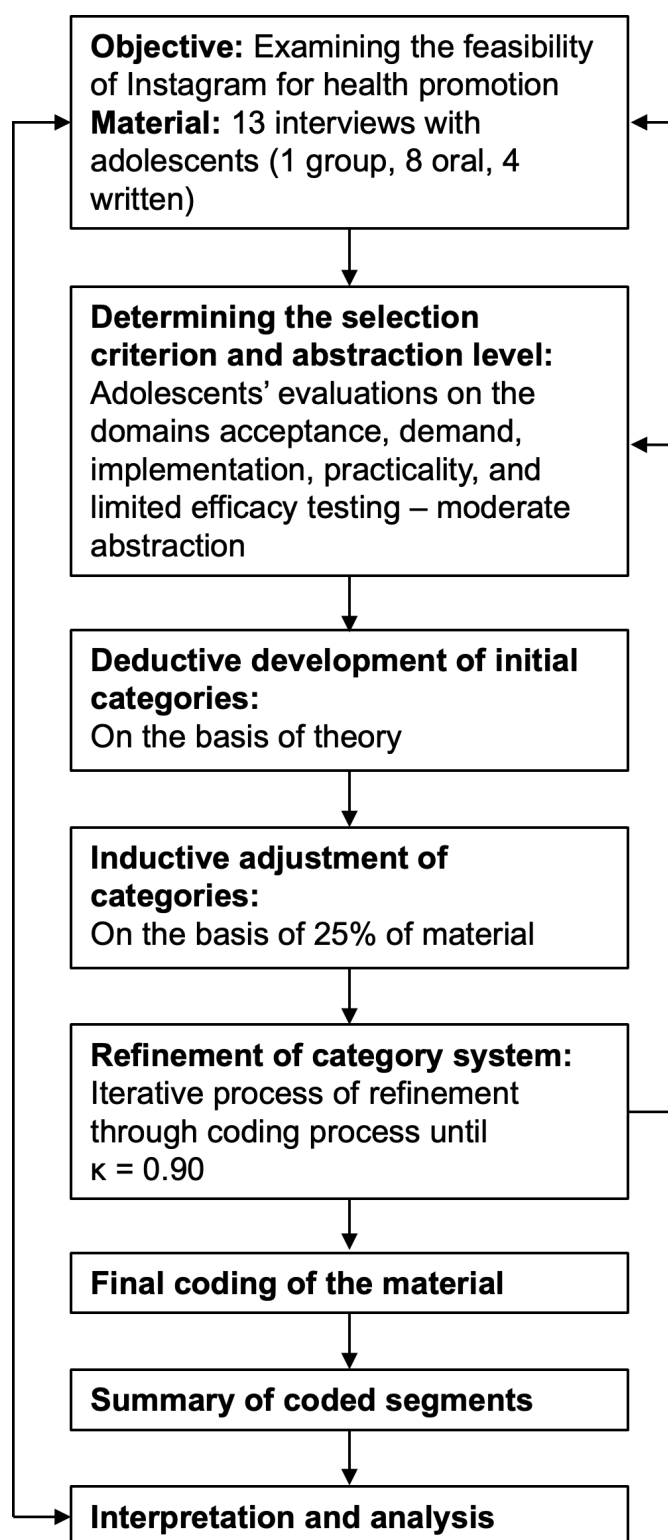 Objective: Examining the feasibility
of Instagram for health promotion
Material: 13 interviews with
adolescents (1 group, 8 oral, 4
written)
Determining the selection
criterion and abstraction level:
Adolescents’ evaluations on the
domains acceptance, demand,
implementation, practicality, and
limited efficacy testing – moderate
abstraction
Deductive development of initial
categories:
On the basis of theory
Inductive adjustment of
categories:
On the basis of 25% of material
Refinement of category system:
Iterative process of refinement
through coding process until
κ = 0.90
Final coding of the material
Summary of coded segments
Interpretation and analysis